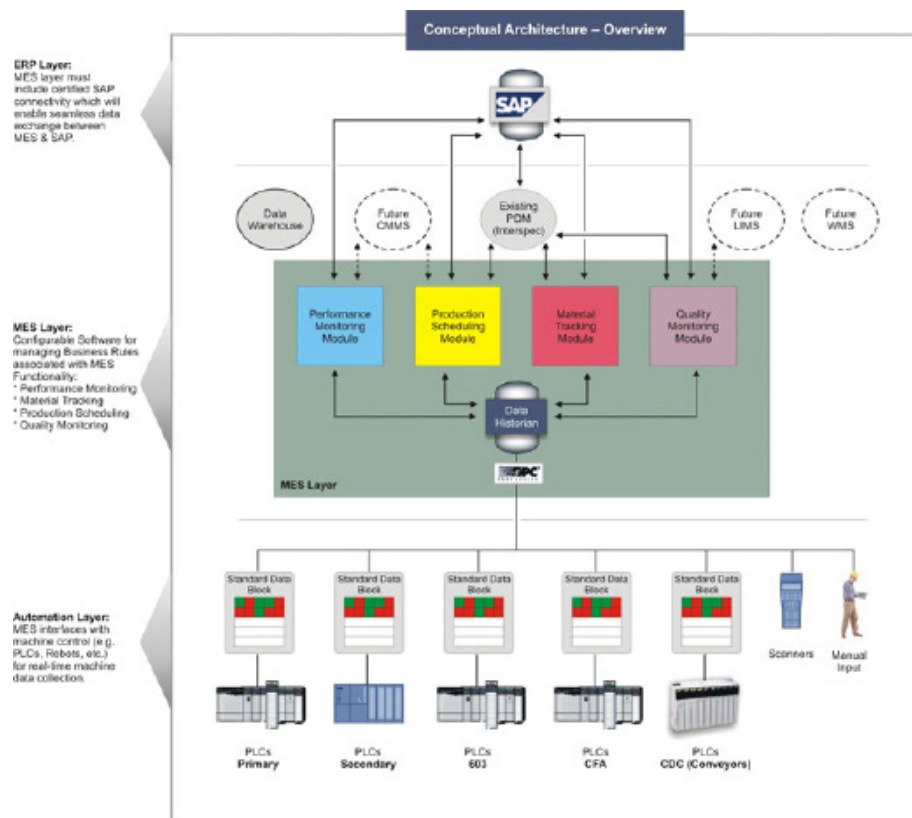 Conceptual Architecture – Overview
ERP Layer:
MES layer must
include certified SAP
connectivity which will
enable seamless data
exchange between
MES & SAP.
SAP
Data
Warehouse
Future
CMMS
Existing
PDM
(Interspec)
Future
LIMS
Future
WMS
MES Layer:
Configurable Software for
managing Business Rules
associated with MES
Functionality:
* Performance Monitoring
* Material Tracking
* Production Scheduling
* Quality Monitoring
Performance
Monitoring
Module
Production
Scheduling
Module
Material
Tracking
Module
Quality
Monitoring
Module
Data
Historian
OPC
MES Layer
Automation Layer:
MES interfaces with
machine control (e.g.
PLCs, Robots, etc.)
for real-time machine
data collection.
Standard Data
Block
Standard Data
Block
Standard Data
Block
Standard Data
Block
Standard Data
Block
Scanners
Manual
Input
PLCs
Primary
PLCs
Secondary
PLCs
603
PLCs
CFA
PLCs
CDC (Conveyors)